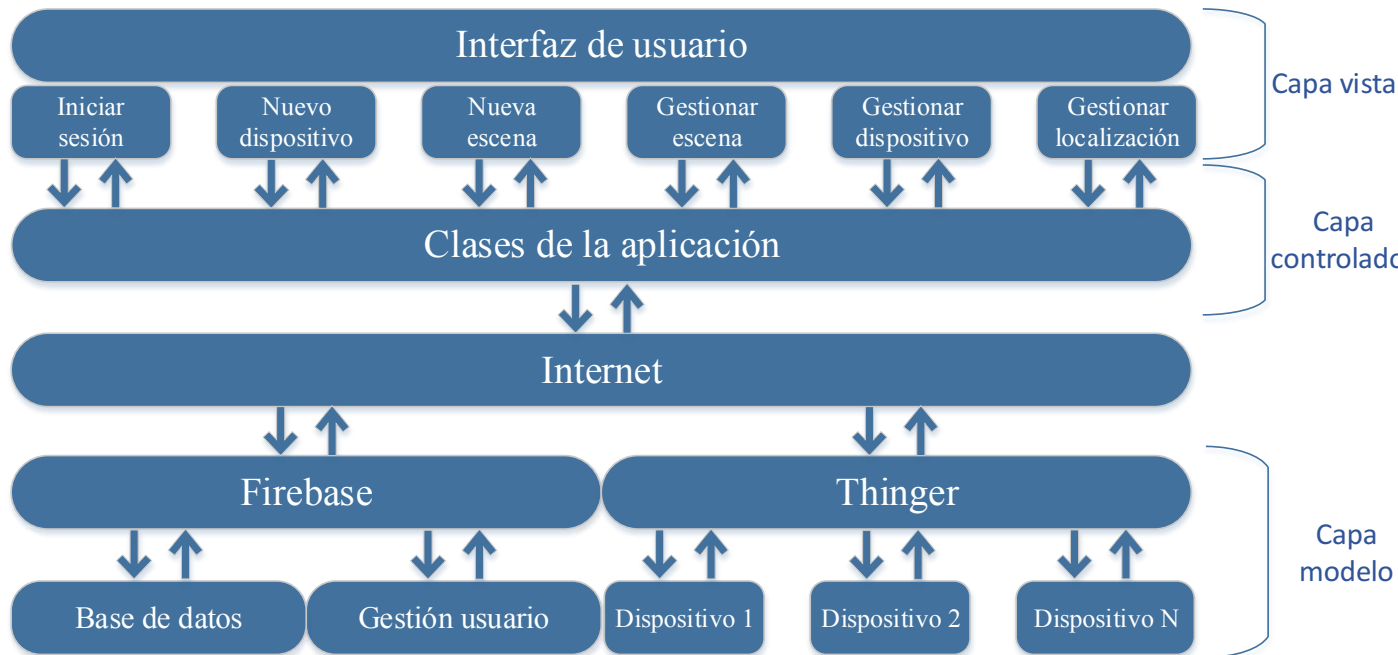 Interfaz de usuario
Iniciar
sesión
Nuevo
dispositivo
Nueva
escena
Gestionar
escena
Gestionar
dispositivo
Gestionar
localización
Capa vista
Clases de la aplicación
Capa
controlado
Internet
Firebase
Thinger
Capa
modelo
Base de datos
Gestión usuario
Dispositivo 1
Dispositivo 2
Dispositivo N